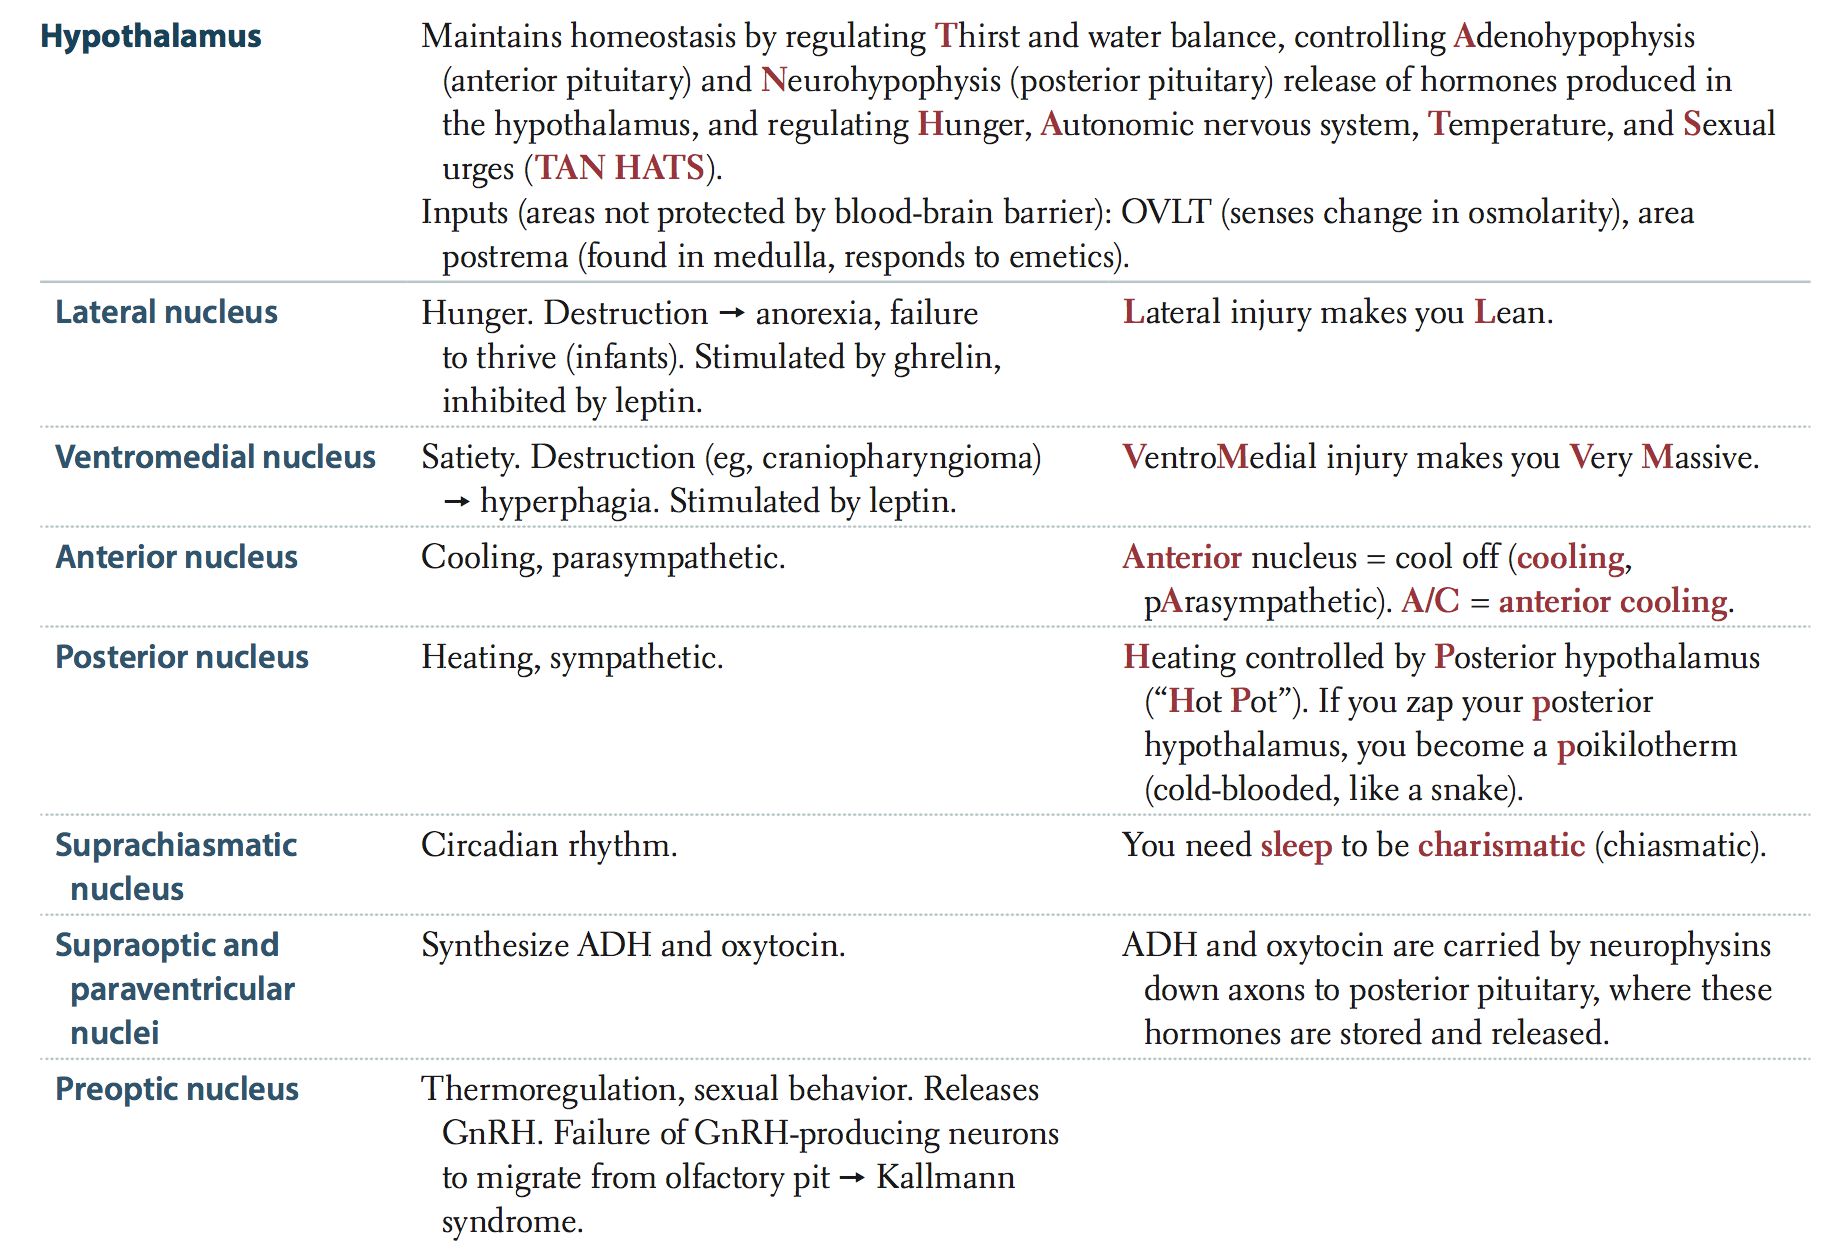 Hypothalamus
Maintains homeostasis by regulating Thirst and water balance, controlling Adenohypophysis
(anterior pituitary) and Neurohypophysis (posterior pituitary) release of hormones produced in
the hypothalamus, and regulating Hunger, Autonomic nervous system, Temperature, and Sexual
urges (TAN HATS).
Inputs (areas not protected by blood-brain barrier): OVLT (senses change in osmolarity), area
postrema (found in medulla, responds to emetics).
Lateral nucleus
Hunger. Destruction → anorexia, failure
to thrive (infants). Stimulated by ghrelin,
inhibited by leptin.
Lateral injury makes you Lean.
Ventromedial nucleus
Satiety. Destruction (eg, craniopharyngioma)
→ hyperphagia. Stimulated by leptin.
VentroMedial injury makes you Very Massive.
Anterior nucleus
Cooling, parasympathetic.
Anterior nucleus = cool off (cooling,
pArasympathetic). A/C = anterior cooling.
Posterior nucleus
Heating, sympathetic.
Heating controlled by Posterior hypothalamus
(“Hot Pot”). If you zap your posterior
hypothalamus, you become a poikilotherm
(cold-blooded, like a snake).
Suprachiasmatic
nucleus
Circadian rhythm.
You need sleep to be charismatic (chiasmatic).
Supraoptic and
paraventricular
nuclei
Synthesize ADH and oxytocin.
ADH and oxytocin are carried by neurophysins
down axons to posterior pituitary, where these
hormones are stored and released.
Preoptic nucleus
Thermoregulation, sexual behavior. Releases
GnRH. Failure of GnRH-producing neurons
to migrate from olfactory pit → Kallmann
syndrome.